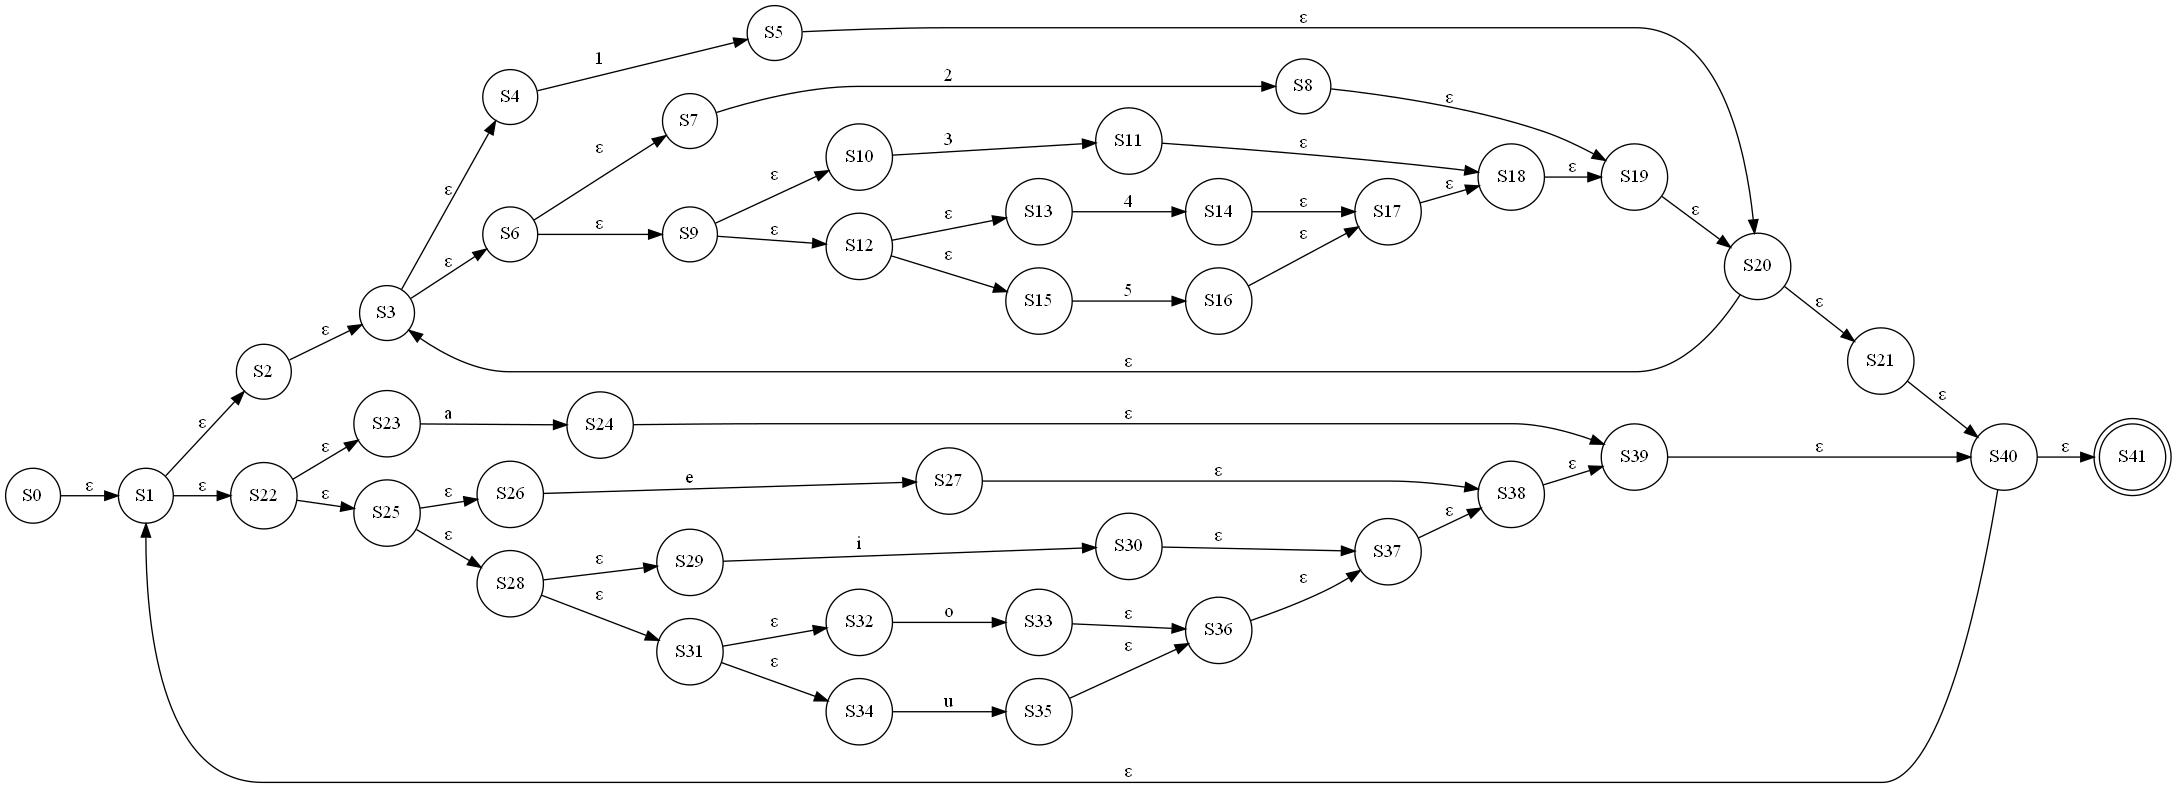 S0
ε
S1
ε
S2
ε
S3
ε
S4
1
S5
ε
ε
S6
ε
S7
2
S8
ε
ε
S9
ε
S10
3
S11
ε
ε
S12
ε
S13
4
S14
ε
ε
S15
5
S16
ε
S17
ε
S18
ε
S19
ε
S20
ε
ε
S21
ε
ε
S22
ε
S23
a
S24
ε
ε
S25
ε
S26
e
S27
ε
ε
S28
ε
S29
i
S30
ε
ε
S31
ε
S32
o
S33
ε
ε
S34
u
S35
ε
S36
ε
S37
ε
S38
ε
S39
ε
S40
ε
S41
ε